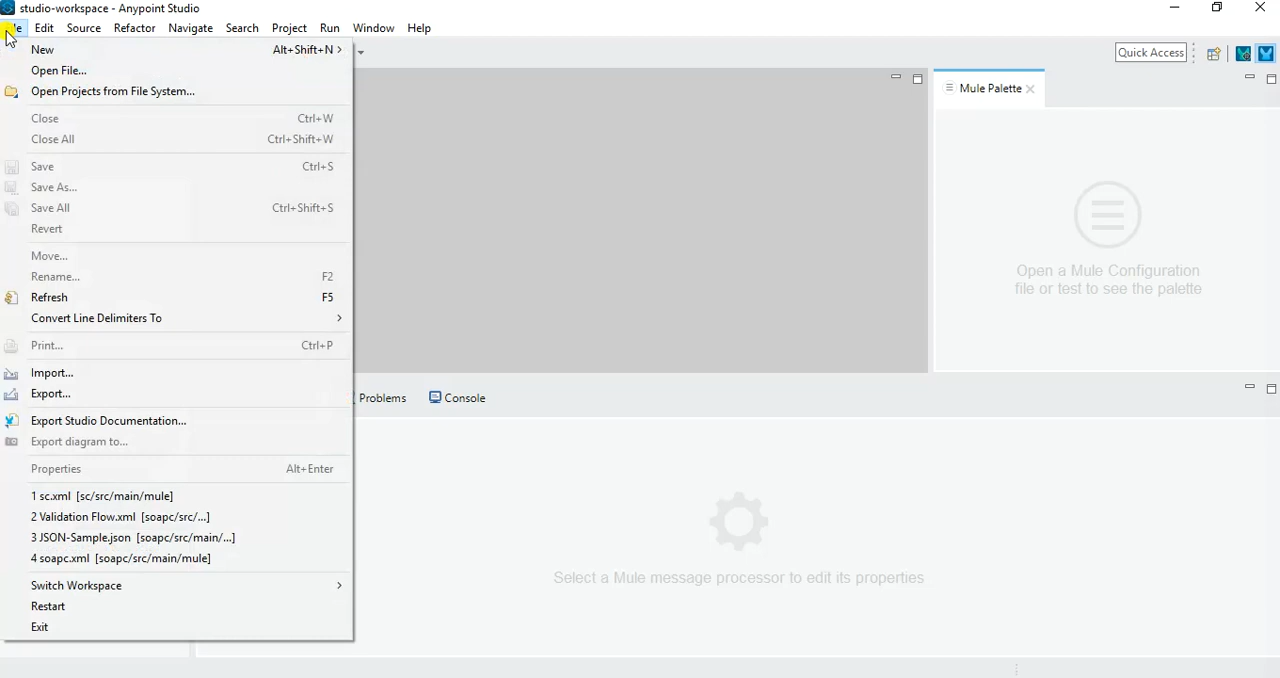 studio-workspace - Anypoint Studio
File Edit Source Refactor Navigate Search Project Run Window Help
New Alt+Shift+N
Open File...
Open Projects from File System...
Close Ctrl+W
Close All Ctrl+Shift+W
Save Ctrl+S
Save As...
Save All Ctrl+Shift+S
Revert
Move...
Rename... F2
Refresh F5
Convert Line Delimiters To
Print... Ctrl+P
Import...
Export...
Export Studio Documentation...
Export diagram to...
Properties Alt+Enter
1 sc.xml [sc/src/main/mule]
2 Validation Flow.xml [soapc/src/...]
3 JSON-Sample.json [soapc/src/main/...]
4 soapc.xml [soapc/src/main/mule]
Switch Workspace
Restart
Exit
Quick Access
Mule Palette
Open a Mule Configuration
file or test to see the palette
Problems Console
Select a Mule message processor to edit its properties